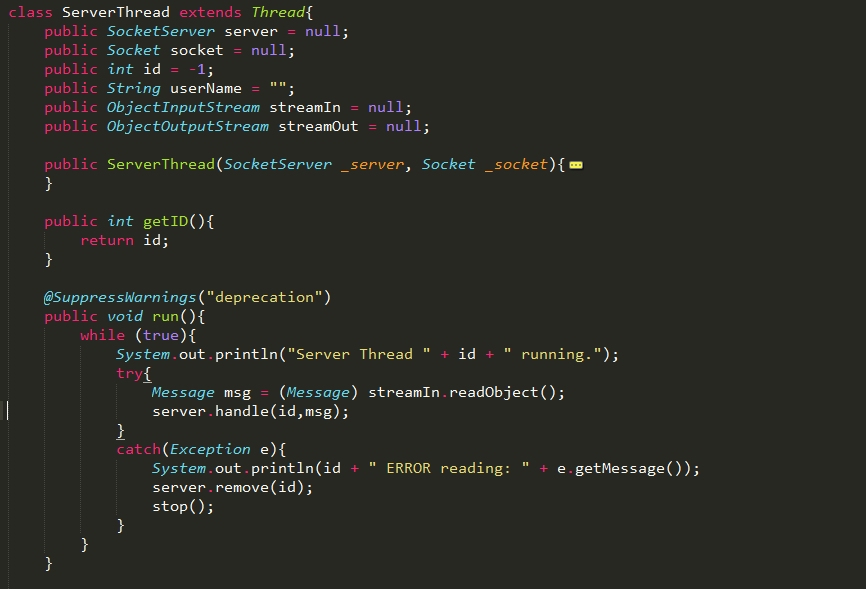 class ServerThread extends Thread{
    public SocketServer server = null;
    public Socket socket = null;
    public int id = -1;
    public String userName = "";
    public ObjectInputStream streamIn = null;
    public ObjectOutputStream streamOut = null;

    public ServerThread(SocketServer _server, Socket _socket){
    }

    public int getID(){
        return id;
    }

    @SuppressWarnings("deprecation")
    public void run(){
        while (true){
            System.out.println("Server Thread " + id + " running.");
            try{
                Message msg = (Message) streamIn.readObject();
                server.handle(id,msg);
            }
            catch(Exception e){
                System.out.println(id + " ERROR reading: " + e.getMessage());
                server.remove(id);
                stop();
            }
        }
    }